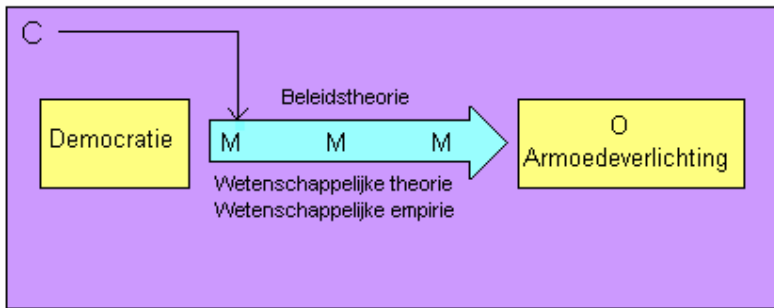 C
Beleidstheorie
Democratie
M M M
O
Armoedeverlichting
Wetenschappelijke theorie
Wetenschappelijke empirie